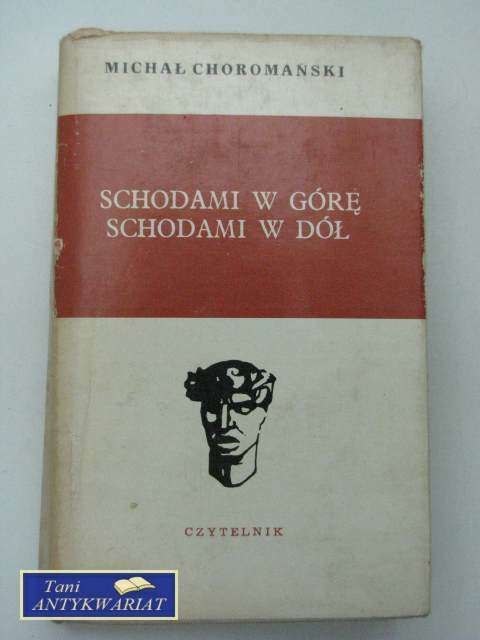 MICHAŁ CHOROMAŃSKI
SCHODAMI W GÓRĘ
SCHODAMI W DÓŁ
CZYTELNIK
Tani
ANTYKWARIAT